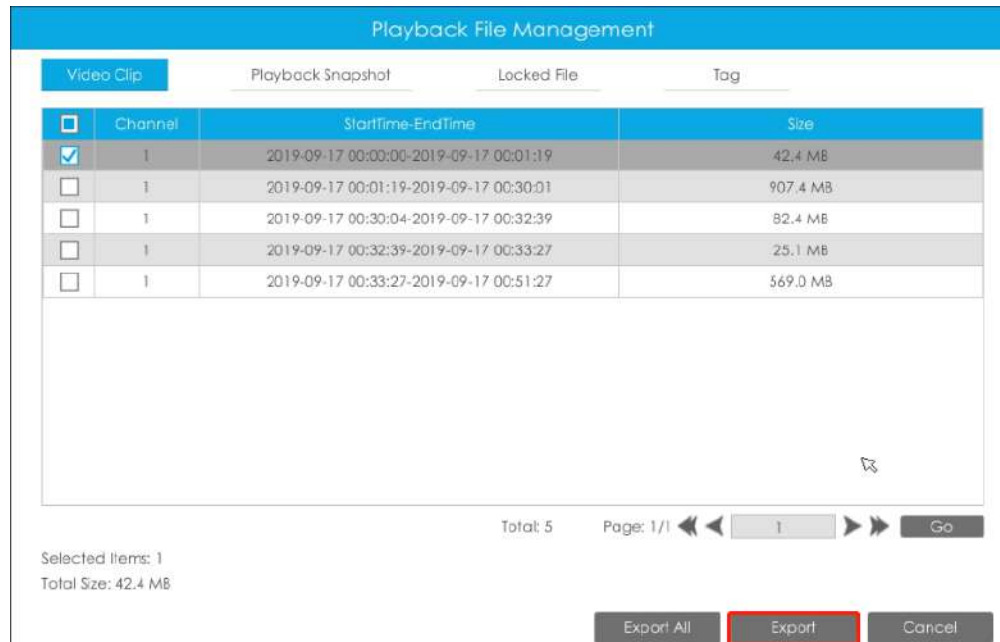 Playback File Management
Video Clip Playback Snapshot Locked File Tag
Channel StartTime-EndTime Size
1 2019-09-17 00:00:00-2019-09-17 00:01:19 42.4 MB
1 2019-09-17 00:01:19-2019-09-17 00:30:01 907.4 MB
1 2019-09-17 00:30:04-2019-09-17 00:32:39 82.4 MB
1 2019-09-17 00:32:39-2019-09-17 00:33:27 25.1 MB
1 2019-09-17 00:33:27-2019-09-17 00:51:27 569.0 MB
Total: 5 Page: 1/1 1 Go
Selected Items: 1
Total Size: 42.4 MB
Export All Export Cancel